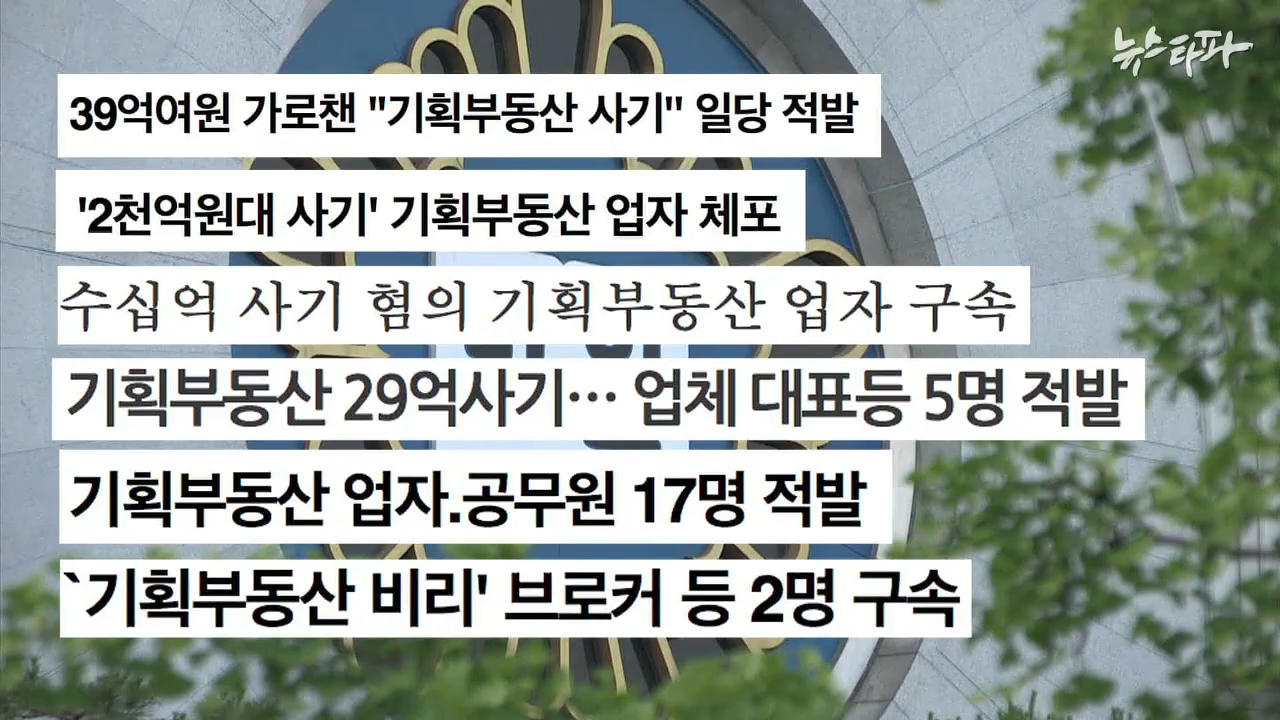 뉴스타파
39억여원 가로챈 "기획부동산 사기" 일당 적발
'2천억원대 사기' 기획부동산 업자 체포
수십억 사기 혐의 기획부동산 업자 구속
기획부동산 29억사기… 업체 대표등 5명 적발
기획부동산 업자.공무원 17명 적발
`기획부동산 비리' 브로커 등 2명 구속